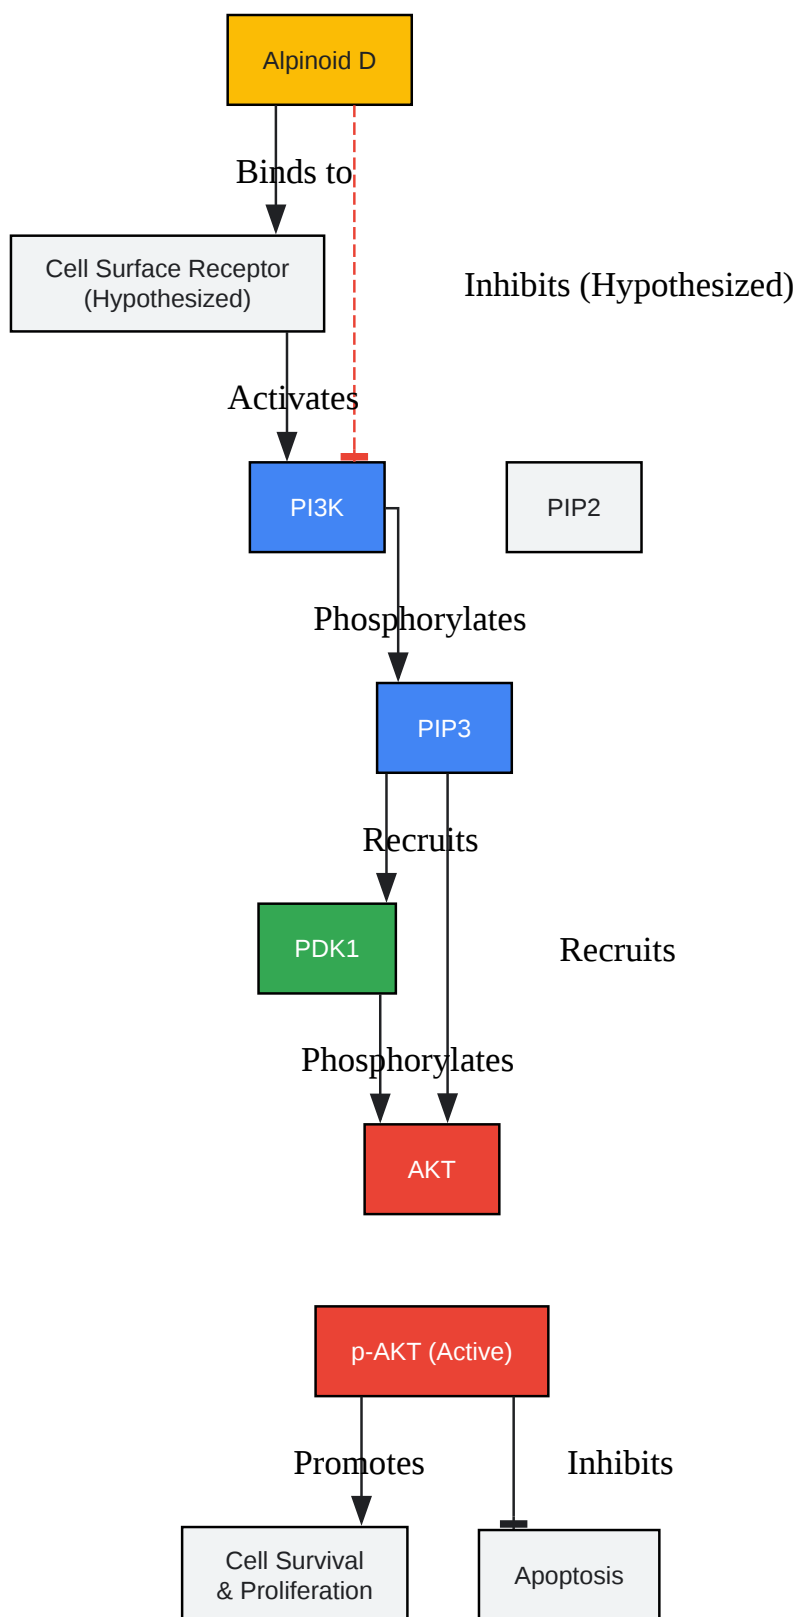 Alpinoid D
Binds to
Cell Surface Receptor
(Hypothesized)
Inhibits (Hypothesized)
Activates
PI3K
PIP2
Phosphorylates
PIP3
Recruits
PDK1
Recruits
Phosphorylates
AKT
p-AKT (Active)
Promotes
Inhibits
Cell Survival
& Proliferation
Apoptosis